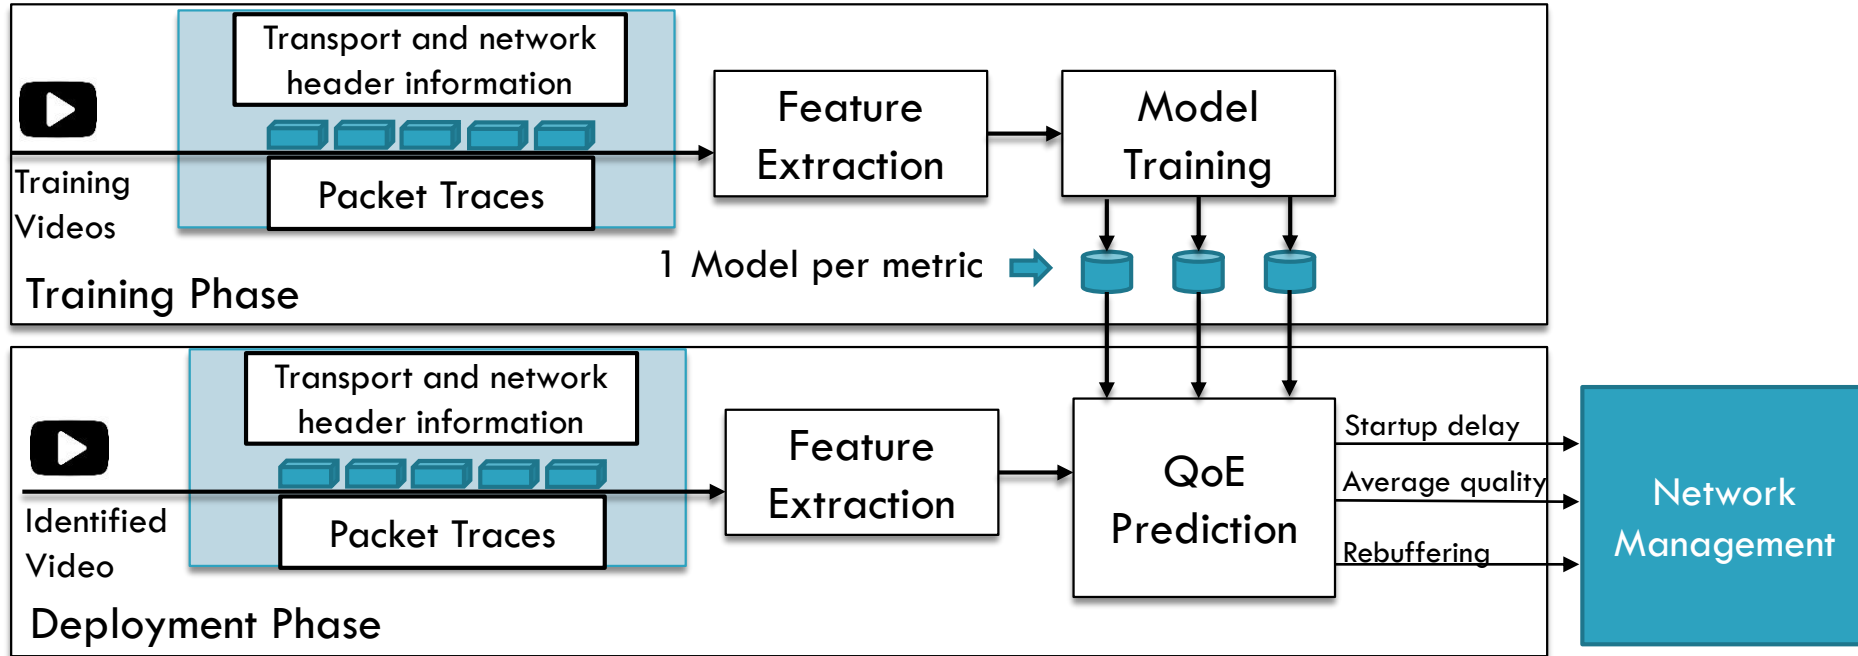 Transport and network
header information
Packet Traces
Training
Videos
Feature
Extraction
Model
Training
1 Model per metric
Training Phase
Transport and network
header information
Packet Traces
Identified
Video
Feature
Extraction
QoE
Prediction
Startup delay
Average quality
Rebuffering
Network
Management
Deployment Phase